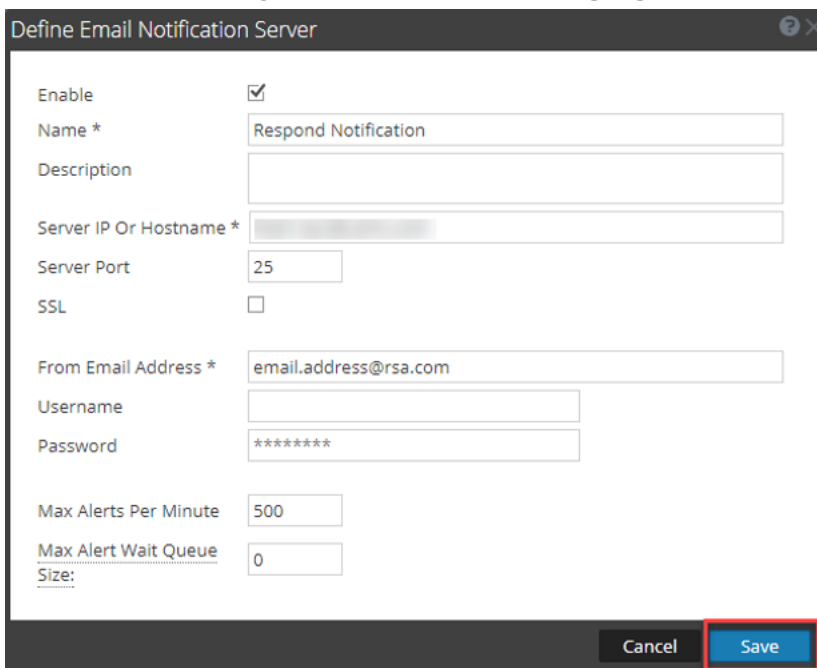 Define Email Notification Server
Enable
Name * Respond Notification
Description
Server IP Or Hostname *
Server Port 25
SSL
From Email Address * email.address@rsa.com
Username
Password ********
Max Alerts Per Minute 500
Max Alert Wait Queue
Size: 0
Cancel Save